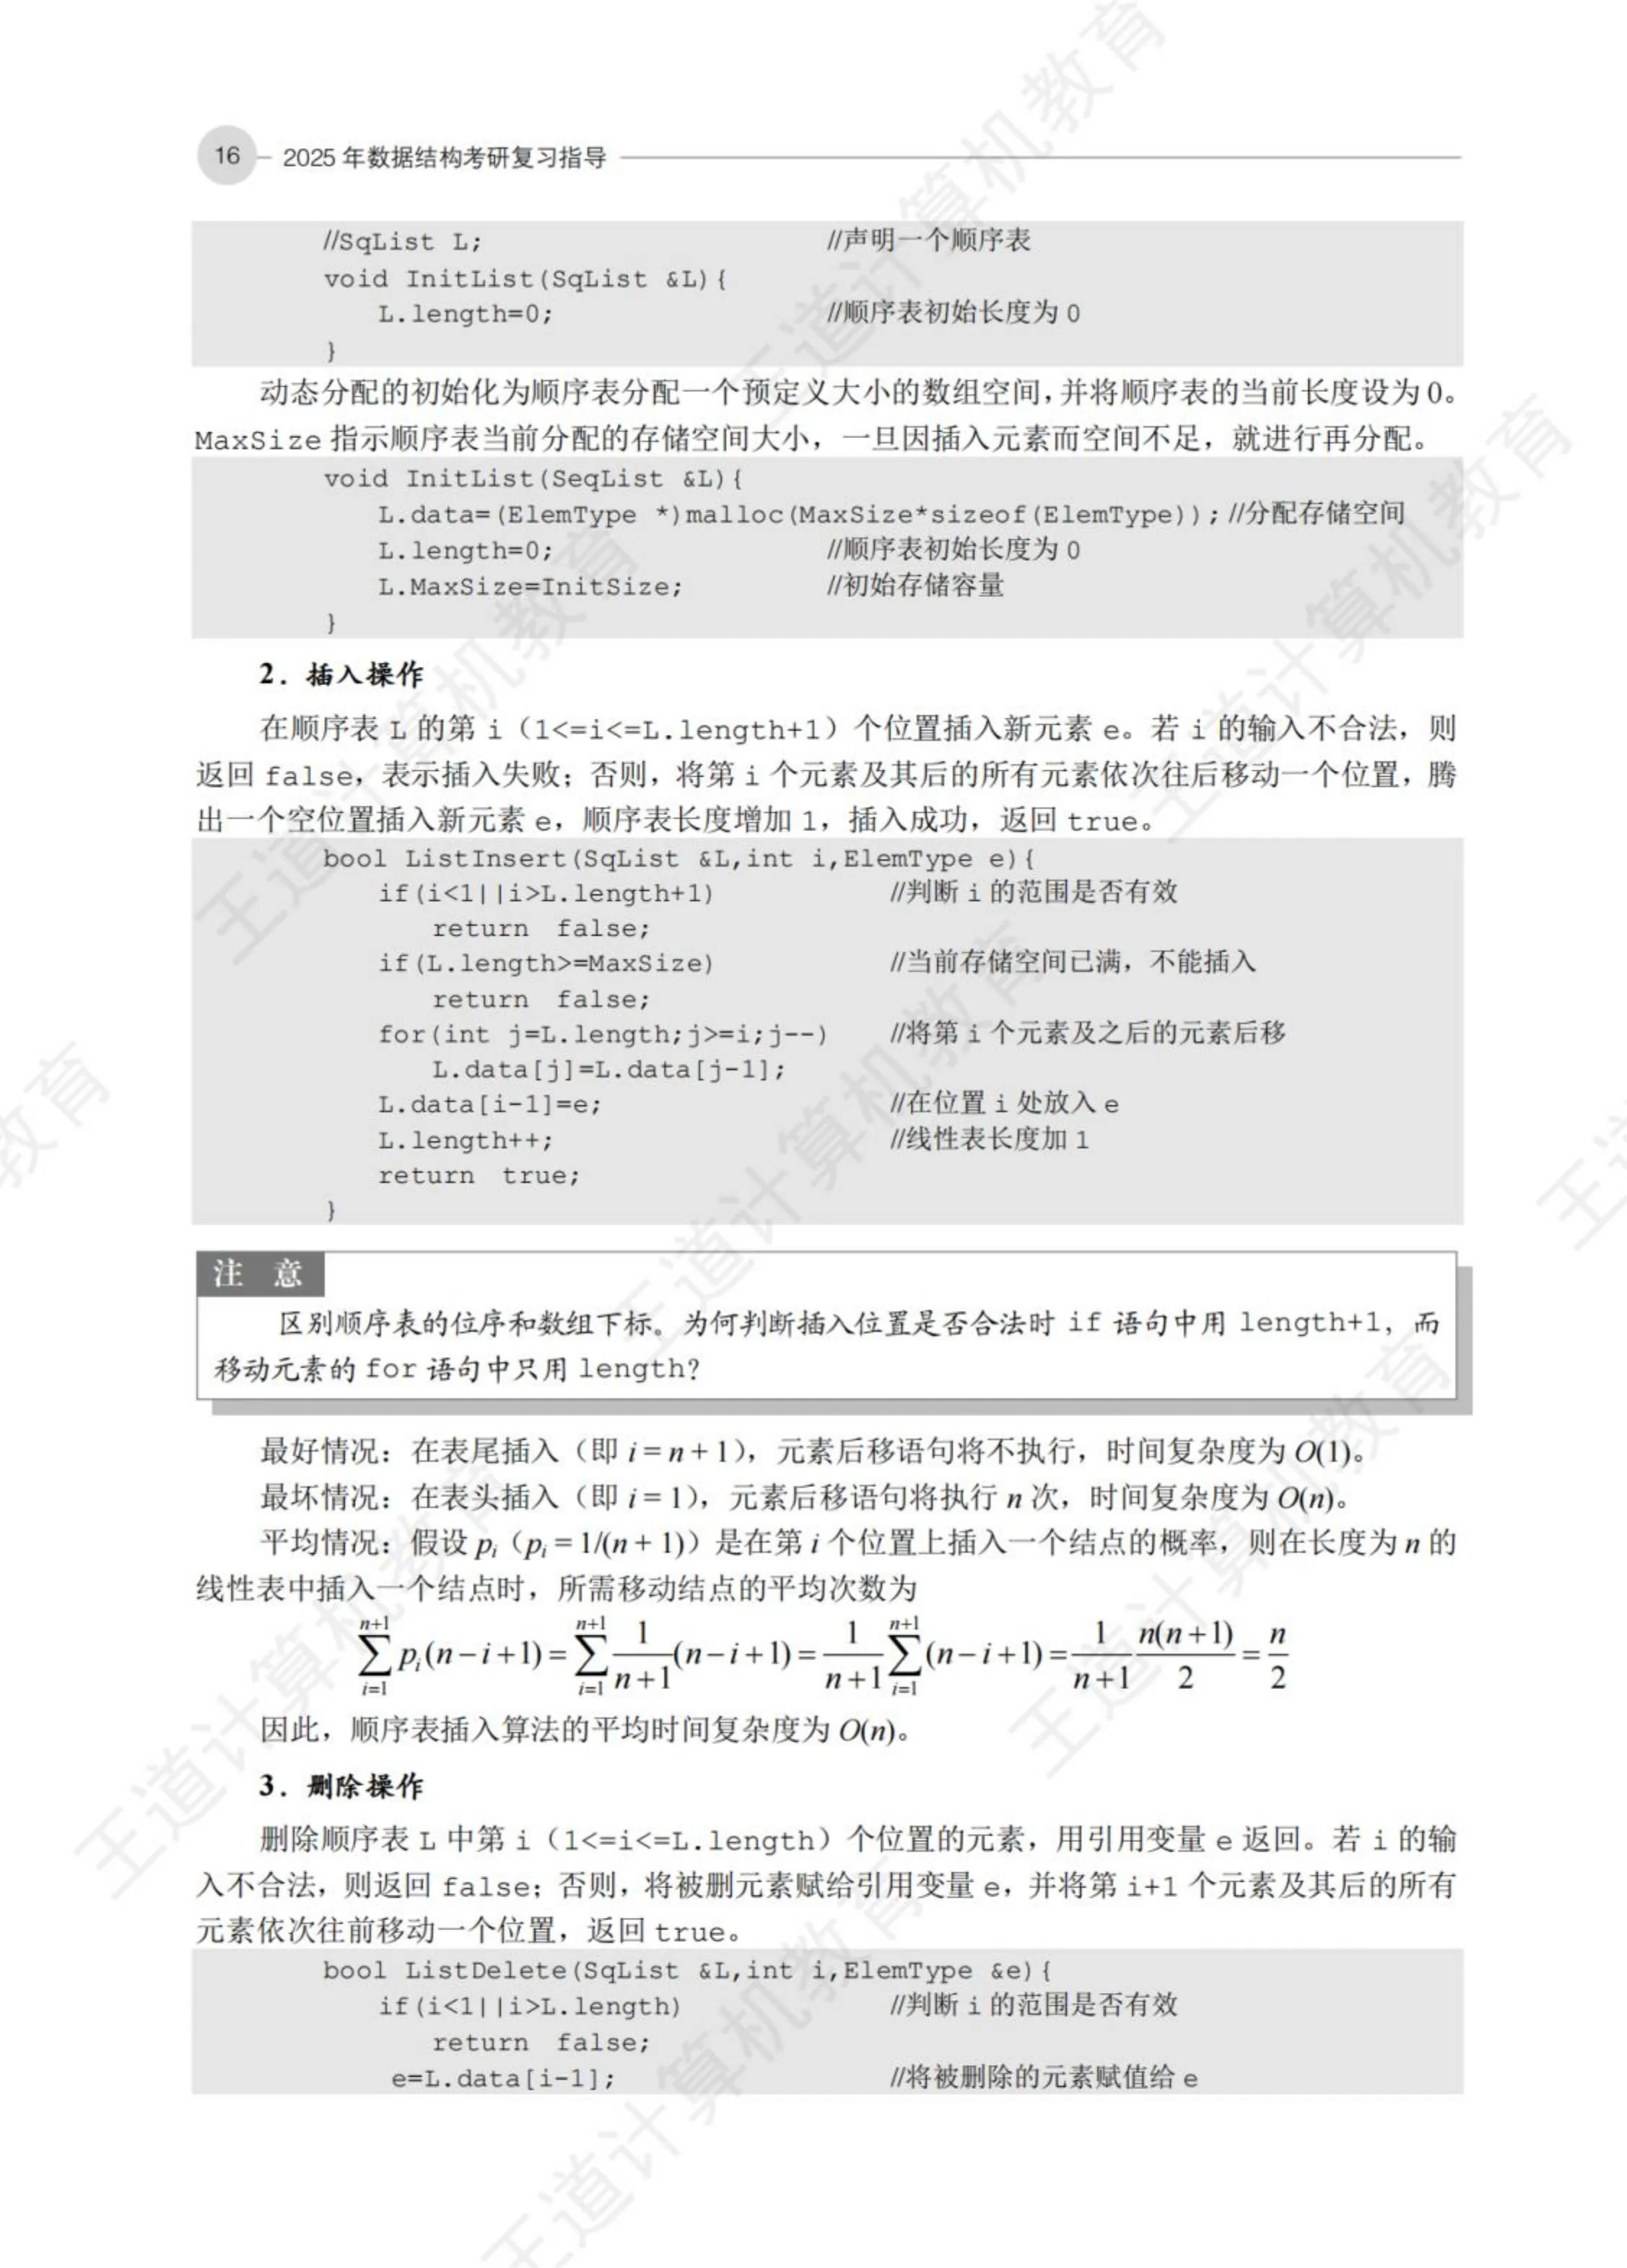 16 2025 年数据结构考研复习指导
//SqList L; //声明一个顺序表
void InitList(SqList &L){
L.length=0; //顺序表初始长度为 0
}
动态分配的初始化为顺序表分配一个预定义大小的数组空间，并将顺序表的当前长度设为 0。
MaxSize 指示顺序表当前分配的存储空间大小，一旦因插入元素而空间不足，就进行再分配。
void InitList(SeqList &L){
L.data=(ElemType *)malloc(MaxSize*sizeof(ElemType)); //分配存储空间
L.length=0; //顺序表初始长度为 0
L.MaxSize=InitSize; //初始存储容量
}
2．插入操作
在顺序表 L 的第 i（1<=i<=L.length+1）个位置插入新元素 e。若 i 的输入不合法，则
返回 false，表示插入失败；否则，将第 i 个元素及其后的所有元素依次往后移动一个位置，腾
出一个空位置插入新元素 e，顺序表长度增加 1，插入成功，返回 true。
bool ListInsert(SqList &L,int i,ElemType e){
if(i<1||i>L.length+1) //判断 i 的范围是否有效
return false;
if(L.length>=MaxSize) //当前存储空间已满，不能插入
return false;
for(int j=L.length;j>=i;j--) //将第 i 个元素及之后的元素后移
L.data[j]=L.data[j-1];
L.data[i-1]=e; //在位置 i 处放入 e
L.length++; //线性表长度加 1
return true;
}
注 意
区别顺序表的位序和数组下标。为何判断插入位置是否合法时 if 语句中用 length+1，而
移动元素的 for 语句中只用 length？
最好情况：在表尾插入（即 i = n + 1），元素后移语句将不执行，时间复杂度为 O(1)。
最坏情况：在表头插入（即 i = 1），元素后移语句将执行 n 次，时间复杂度为 O(n)。
平均情况：假设 pᵢ（pᵢ = 1/(n + 1)）是在第 i 个位置上插入一个结点的概率，则在长度为 n 的
线性表中插入一个结点时，所需移动结点的平均次数为
$\sum_{i=1}^{n+1} p_i(n-i+1)=\sum_{i=1}^{n+1}\frac{1}{n+1}(n-i+1)=\frac{1}{n+1}\sum_{i=1}^{n+1}(n-i+1)=\frac{1}{n+1}\frac{n(n+1)}{2}=\frac{n}{2}$
因此，顺序表插入算法的平均时间复杂度为 O(n)。
3．删除操作
删除顺序表 L 中第 i（1<=i<=L.length）个位置的元素，用引用变量 e 返回。若 i 的输
入不合法，则返回 false；否则，将被删元素赋给引用变量 e，并将第 i+1 个元素及其后的所有
元素依次往前移动一个位置，返回 true。
bool ListDelete(SqList &L,int i,ElemType &e){
if(i<1||i>L.length) //判断 i 的范围是否有效
return false;
e=L.data[i-1]; //将被删除的元素赋值给 e
王道计算机教育